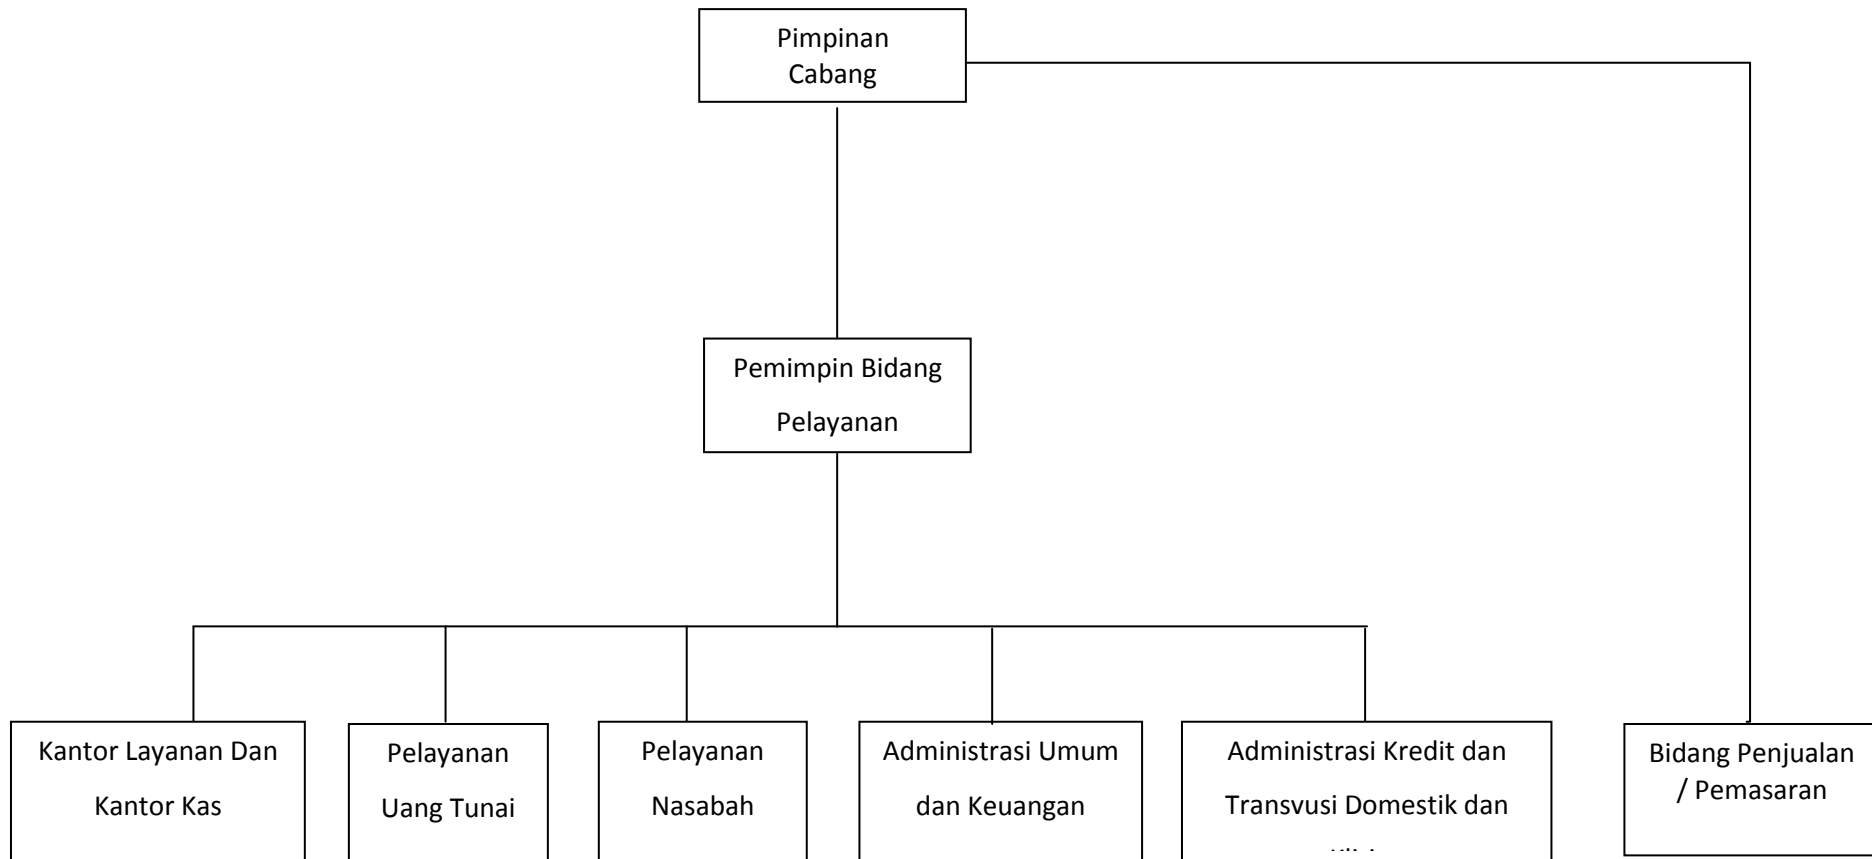 Pimpinan
Cabang
Pemimpin Bidang
Pelayanan
Kantor Layanan Dan
Kantor Kas
Pelayanan
Uang Tunai
Pelayanan
Nasabah
Administrasi Umum
dan Keuangan
Administrasi Kredit dan
Transvusi Domestik dan
Bidang Penjualan
/ Pemasaran